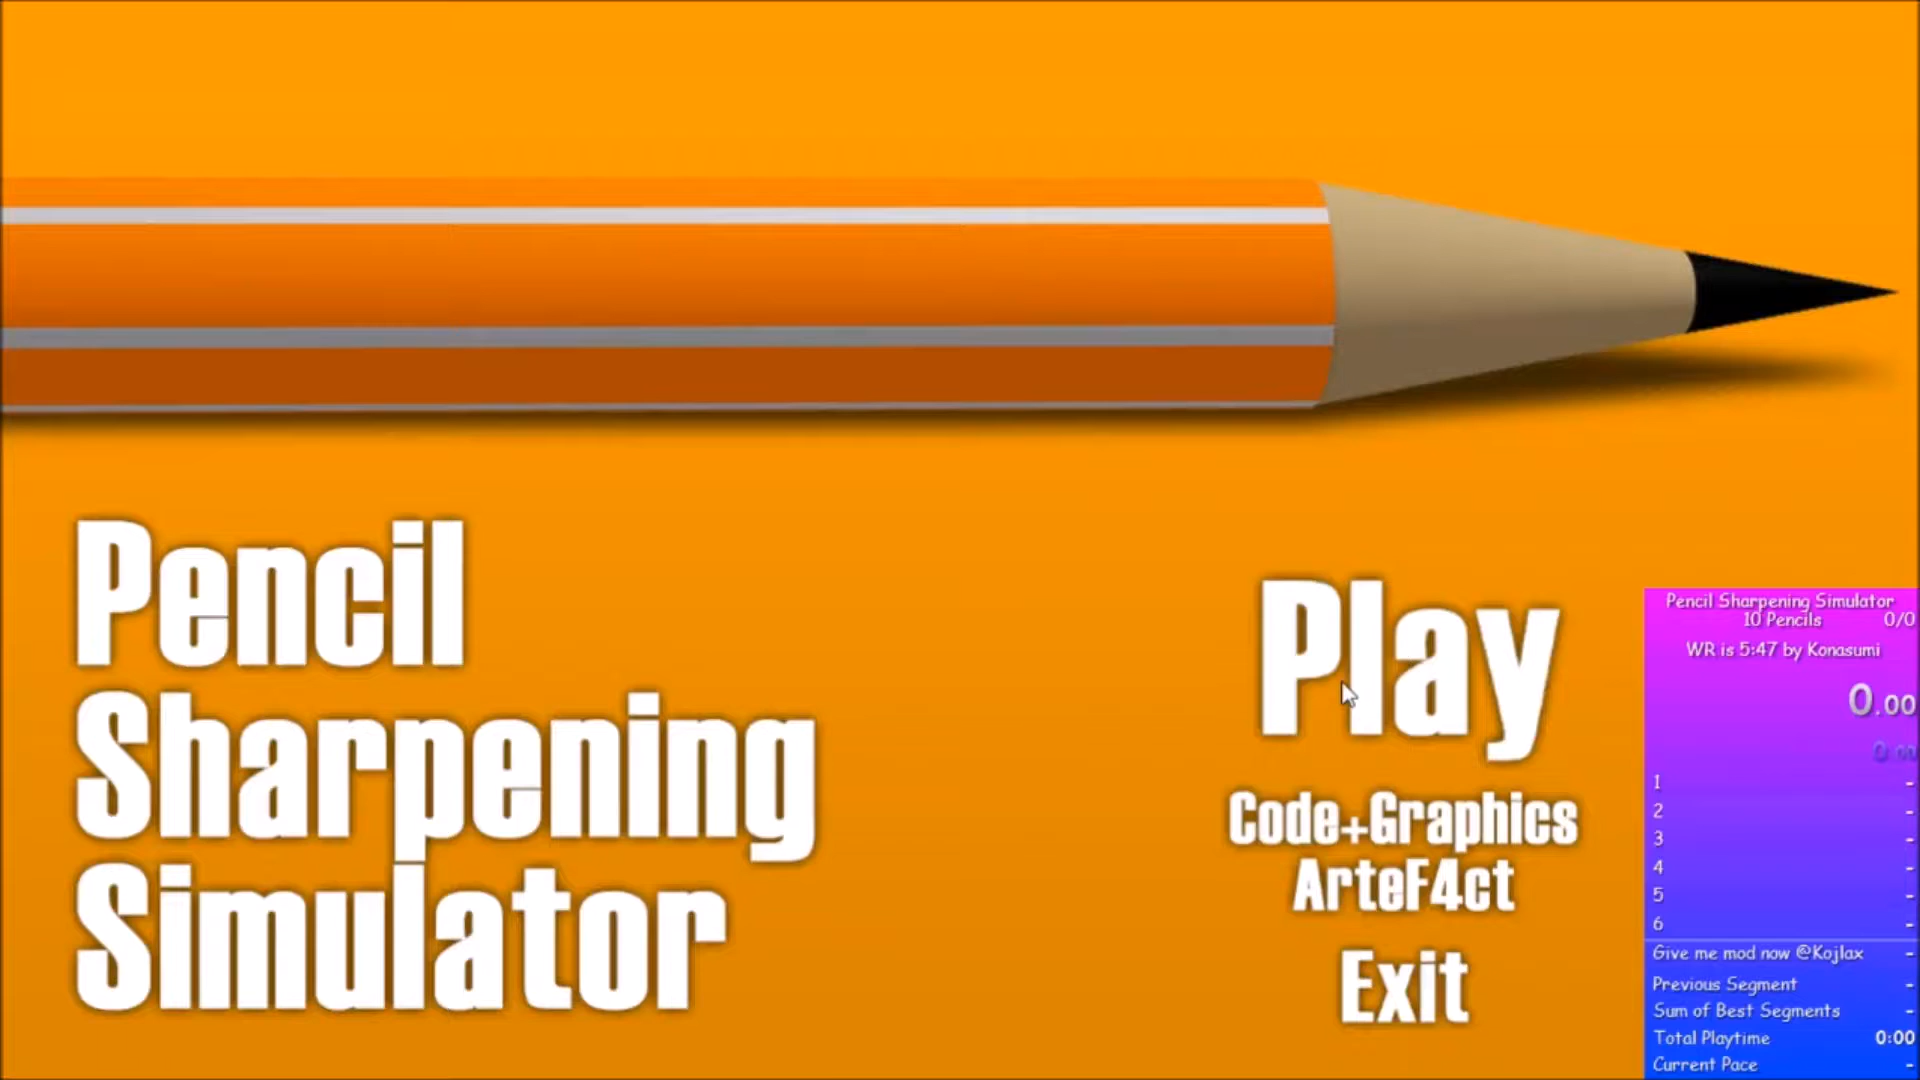 Pencil
Sharpening
Simulator
Play
Code+Graphics
ArteF4ct
Exit
Pencil Sharpening Simulator
10 Pencils 0/0
WR is 5:47 by Konasumi
0.00
0.00
1 -
2 -
3 -
4 -
5 -
6 -
Give me mod now @Kojlax -
Previous Segment -
Sum of Best Segments -
Total Playtime 0:00
Current Pace -